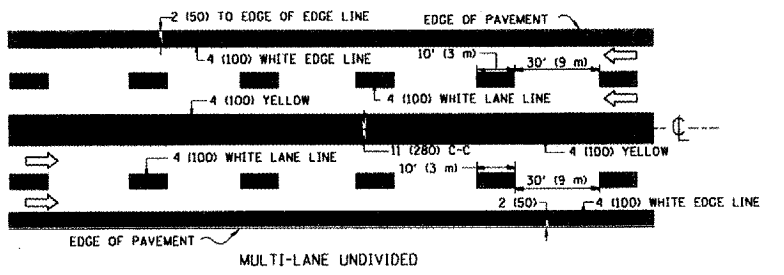 2 (50) TO EDGE OF EDGE LINE
EDGE OF PAVEMENT
4 (100) WHITE EDGE LINE
10' (3 m)
30' (9 m)
4 (100) YELLOW
4 (100) WHITE LANE LINE
℄
11 (280) C-C
4 (100) YELLOW
4 (100) WHITE LANE LINE
10' (3 m)
30' (9 m)
2 (50)
4 (100) WHITE EDGE LINE
EDGE OF PAVEMENT
MULTI-LANE UNDIVIDED